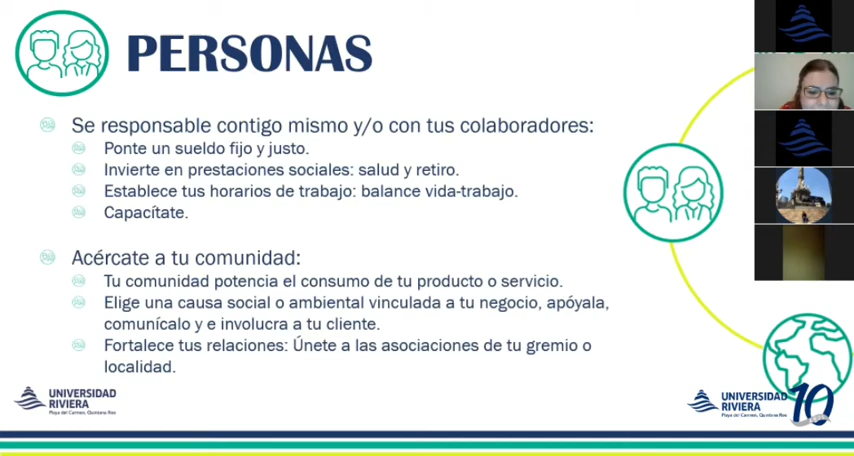 PERSONAS
Se responsable contigo mismo y/o con tus colaboradores:
Ponte un sueldo fijo y justo.
Invierte en prestaciones sociales: salud y retiro.
Establece tus horarios de trabajo: balance vida-trabajo.
Capacítate.
Acércate a tu comunidad:
Tu comunidad potencia el consumo de tu producto o servicio.
Elige una causa social o ambiental vinculada a tu negocio, apóyala,
comunícalo y e involucra a tu cliente.
Fortalece tus relaciones: Únete a las asociaciones de tu gremio o
localidad.
UNIVERSIDAD
RIVIERA
Playa del Carmen, Quintana Roo
UNIVERSIDAD
RIVIERA
Playa del Carmen, Quintana Roo
10